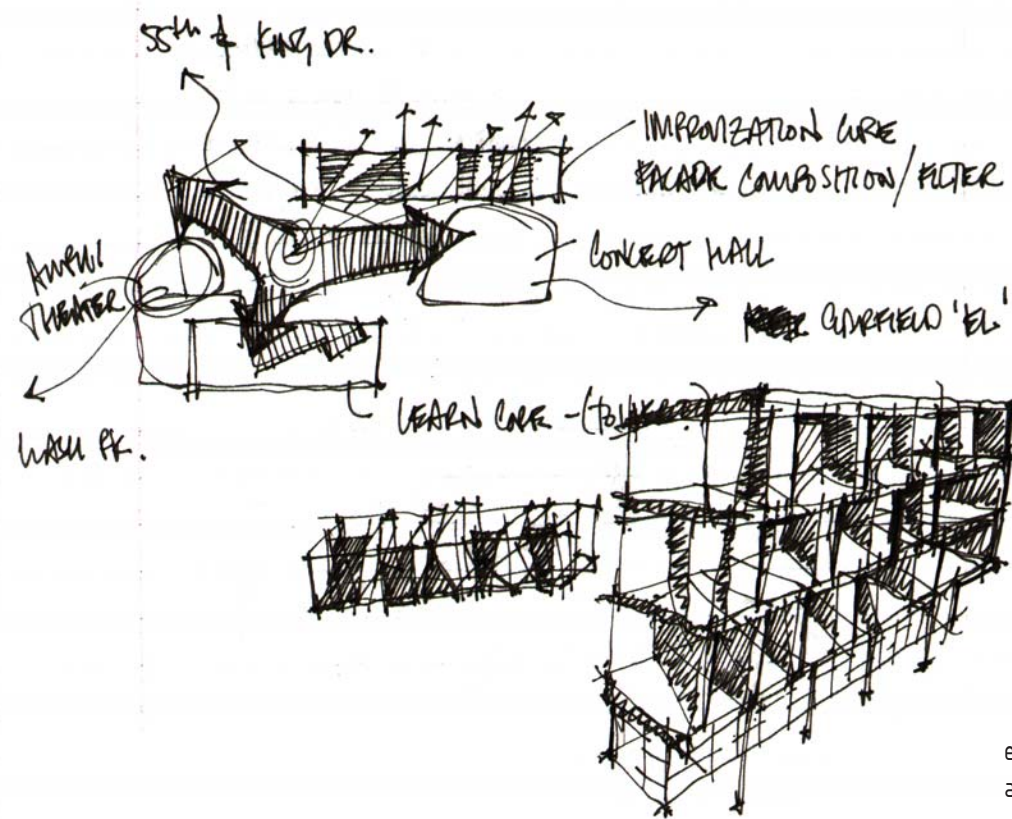 55th & KING DR.
IMPROVIZATION CORE
FACADE COMPOSITION/FILTER
CONCERT HALL
AMPHI
THEATER
GARFIELD 'EL'
LEARN CORE -
WASH PK.
e
a